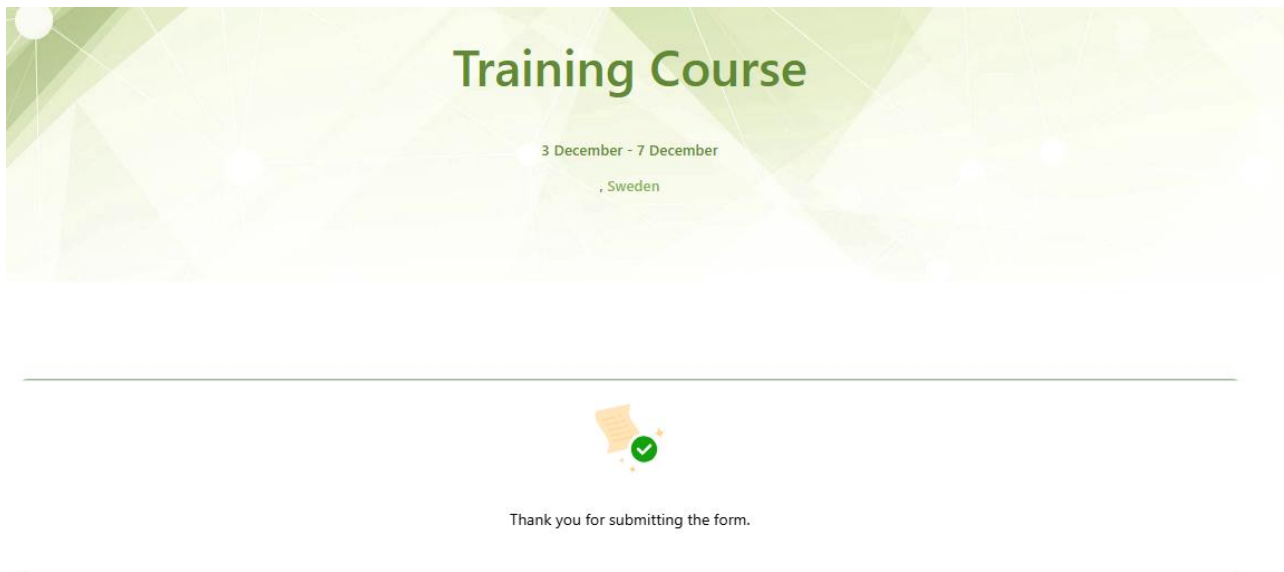 Training Course
3 December - 7 December
, Sweden
Thank you for submitting the form.